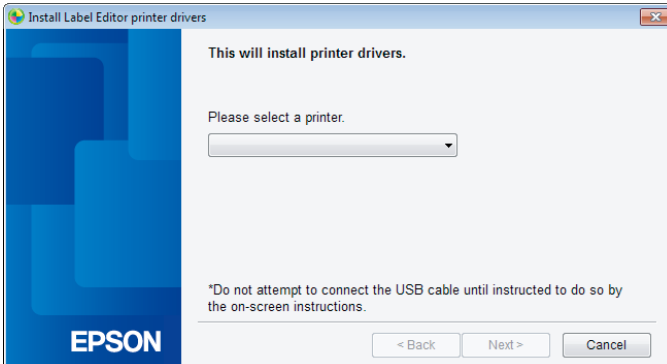 Install Label Editor printer drivers
This will install printer drivers.
Please select a printer.
*Do not attempt to connect the USB cable until instructed to do so by
the on-screen instructions.
EPSON
< Back
Next >
Cancel